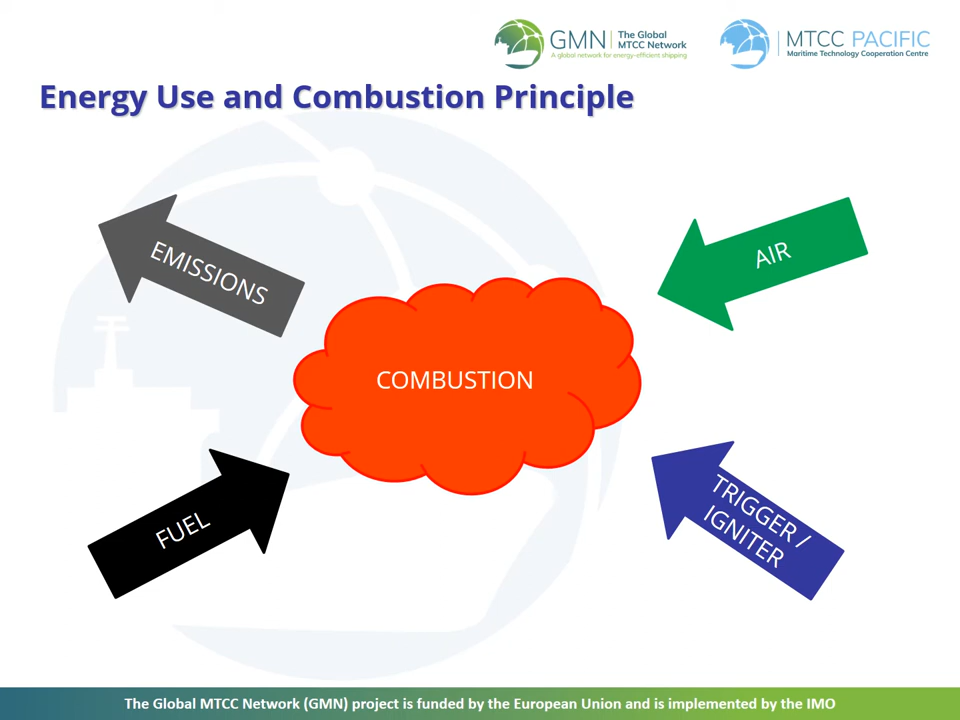 GMN
The Global
MTCC Network
A global network for energy-efficient shipping
MTCC PACIFIC
Maritime Technology Cooperation Centre
Energy Use and Combustion Principle
EMISSIONS
AIR
COMBUSTION
FUEL
TRIGGER /
IGNITER
The Global MTCC Network (GMN) project is funded by the European Union and is implemented by the IMO